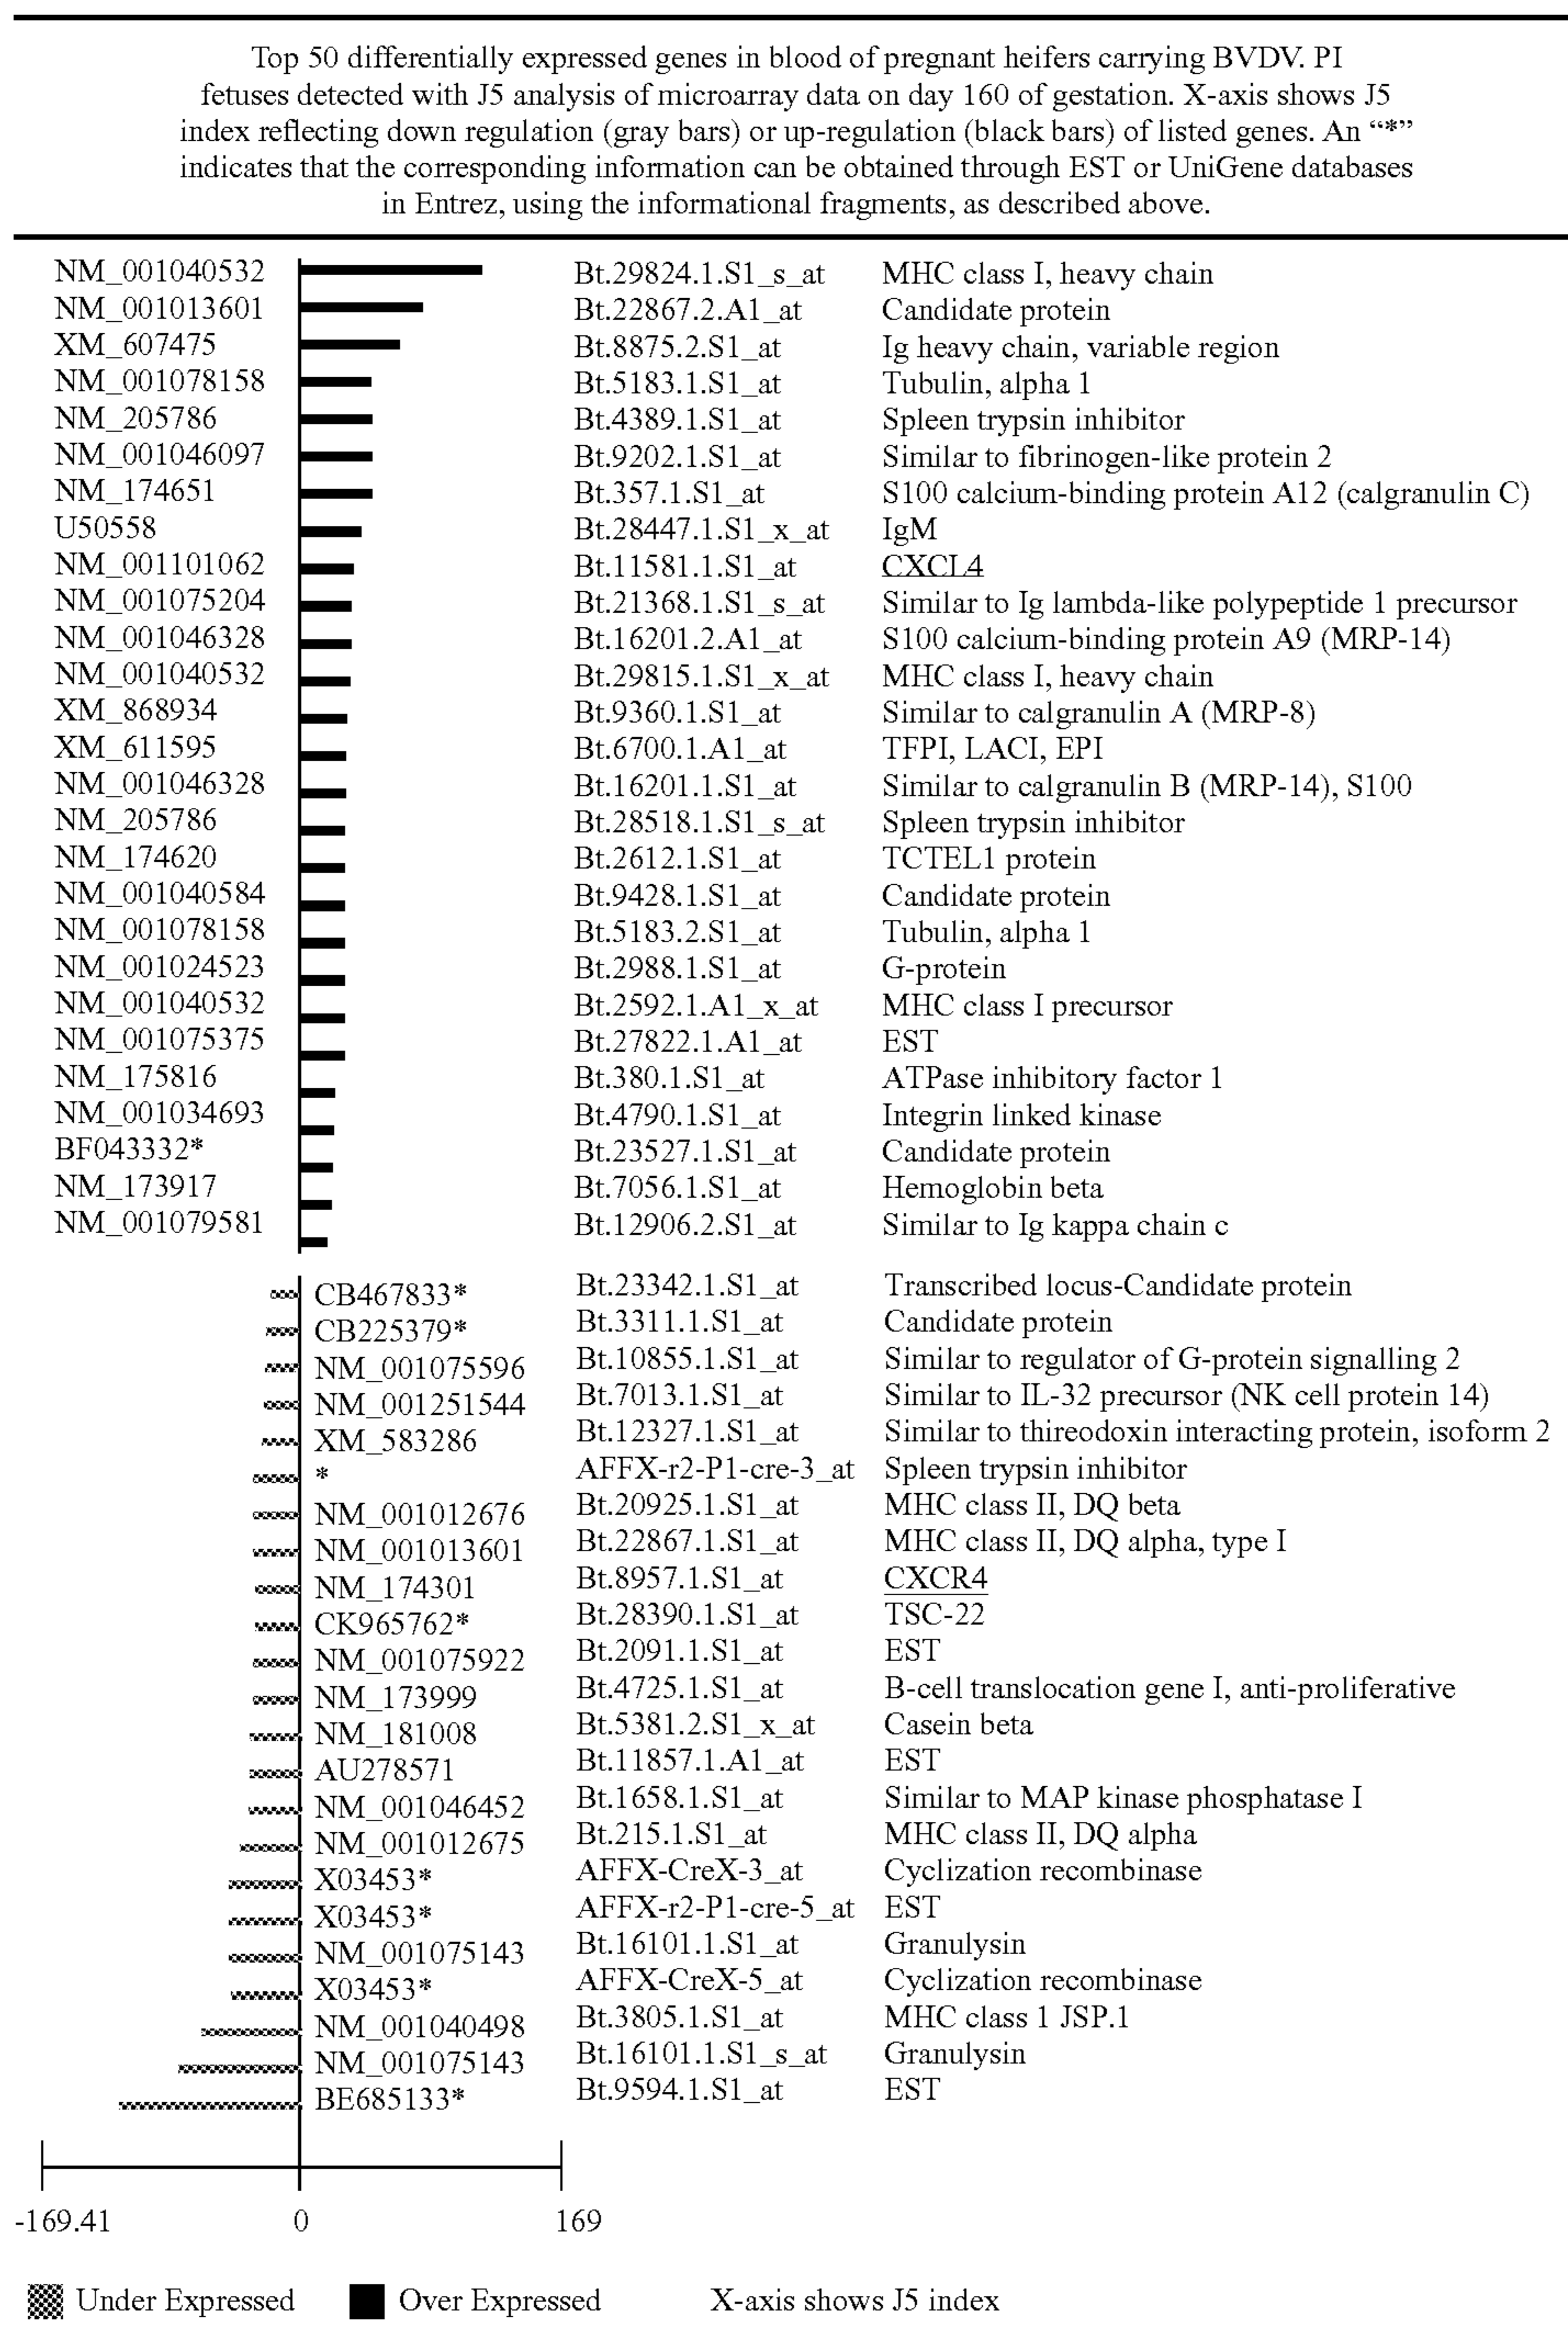 Top 50 differentially expressed genes in blood of pregnant heifers carrying BVDV. PI
fetuses detected with J5 analysis of microarray data on day 160 of gestation. X-axis shows J5
index reflecting down regulation (gray bars) or up-regulation (black bars) of listed genes. An “*”
indicates that the corresponding information can be obtained through EST or UniGene databases
in Entrez, using the informational fragments, as described above.
NM_001040532 Bt.29824.1.S1_s_at MHC class I, heavy chain
NM_001013601 Bt.22867.2.A1_at Candidate protein
XM_607475 Bt.8875.2.S1_at Ig heavy chain, variable region
NM_001078158 Bt.5183.1.S1_at Tubulin, alpha 1
NM_205786 Bt.4389.1.S1_at Spleen trypsin inhibitor
NM_001046097 Bt.9202.1.S1_at Similar to fibrinogen-like protein 2
NM_174651 Bt.357.1.S1_at S100 calcium-binding protein A12 (calgranulin C)
U50558 Bt.28447.1.S1_x_at IgM
NM_001101062 Bt.11581.1.S1_at CXCL4
NM_001075204 Bt.21368.1.S1_s_at Similar to Ig lambda-like polypeptide 1 precursor
NM_001046328 Bt.16201.2.A1_at S100 calcium-binding protein A9 (MRP-14)
NM_001040532 Bt.29815.1.S1_x_at MHC class I, heavy chain
XM_868934 Bt.9360.1.S1_at Similar to calgranulin A (MRP-8)
XM_611595 Bt.6700.1.A1_at TFPI, LACI, EPI
NM_001046328 Bt.16201.1.S1_at Similar to calgranulin B (MRP-14), S100
NM_205786 Bt.28518.1.S1_s_at Spleen trypsin inhibitor
NM_174620 Bt.2612.1.S1_at TCTEL1 protein
NM_001040584 Bt.9428.1.S1_at Candidate protein
NM_001078158 Bt.5183.2.S1_at Tubulin, alpha 1
NM_001024523 Bt.2988.1.S1_at G-protein
NM_001040532 Bt.2592.1.A1_x_at MHC class I precursor
NM_001075375 Bt.27822.1.A1_at EST
NM_175816 Bt.380.1.S1_at ATPase inhibitory factor 1
NM_001034693 Bt.4790.1.S1_at Integrin linked kinase
BF043332* Bt.23527.1.S1_at Candidate protein
NM_173917 Bt.7056.1.S1_at Hemoglobin beta
NM_001079581 Bt.12906.2.S1_at Similar to Ig kappa chain c
CB467833* Bt.23342.1.S1_at Transcribed locus-Candidate protein
CB225379* Bt.3311.1.S1_at Candidate protein
NM_001075596 Bt.10855.1.S1_at Similar to regulator of G-protein signalling 2
NM_001251544 Bt.7013.1.S1_at Similar to IL-32 precursor (NK cell protein 14)
XM_583286 Bt.12327.1.S1_at Similar to thireodoxin interacting protein, isoform 2
* AFFX-r2-P1-cre-3_at Spleen trypsin inhibitor
NM_001012676 Bt.20925.1.S1_at MHC class II, DQ beta
NM_001013601 Bt.22867.1.S1_at MHC class II, DQ alpha, type I
NM_174301 Bt.8957.1.S1_at CXCR4
CK965762* Bt.28390.1.S1_at TSC-22
NM_001075922 Bt.2091.1.S1_at EST
NM_173999 Bt.4725.1.S1_at B-cell translocation gene I, anti-proliferative
NM_181008 Bt.5381.2.S1_x_at Casein beta
AU278571 Bt.11857.1.A1_at EST
NM_001046452 Bt.1658.1.S1_at Similar to MAP kinase phosphatase I
NM_001012675 Bt.215.1.S1_at MHC class II, DQ alpha
X03453* AFFX-CreX-3_at Cyclization recombinase
X03453* AFFX-r2-P1-cre-5_at EST
NM_001075143 Bt.16101.1.S1_at Granulysin
X03453* AFFX-CreX-5_at Cyclization recombinase
NM_001040498 Bt.3805.1.S1_at MHC class 1 JSP.1
NM_001075143 Bt.16101.1.S1_s_at Granulysin
BE685133* Bt.9594.1.S1_at EST
-169.41 0 169
Under Expressed Over Expressed X-axis shows J5 index